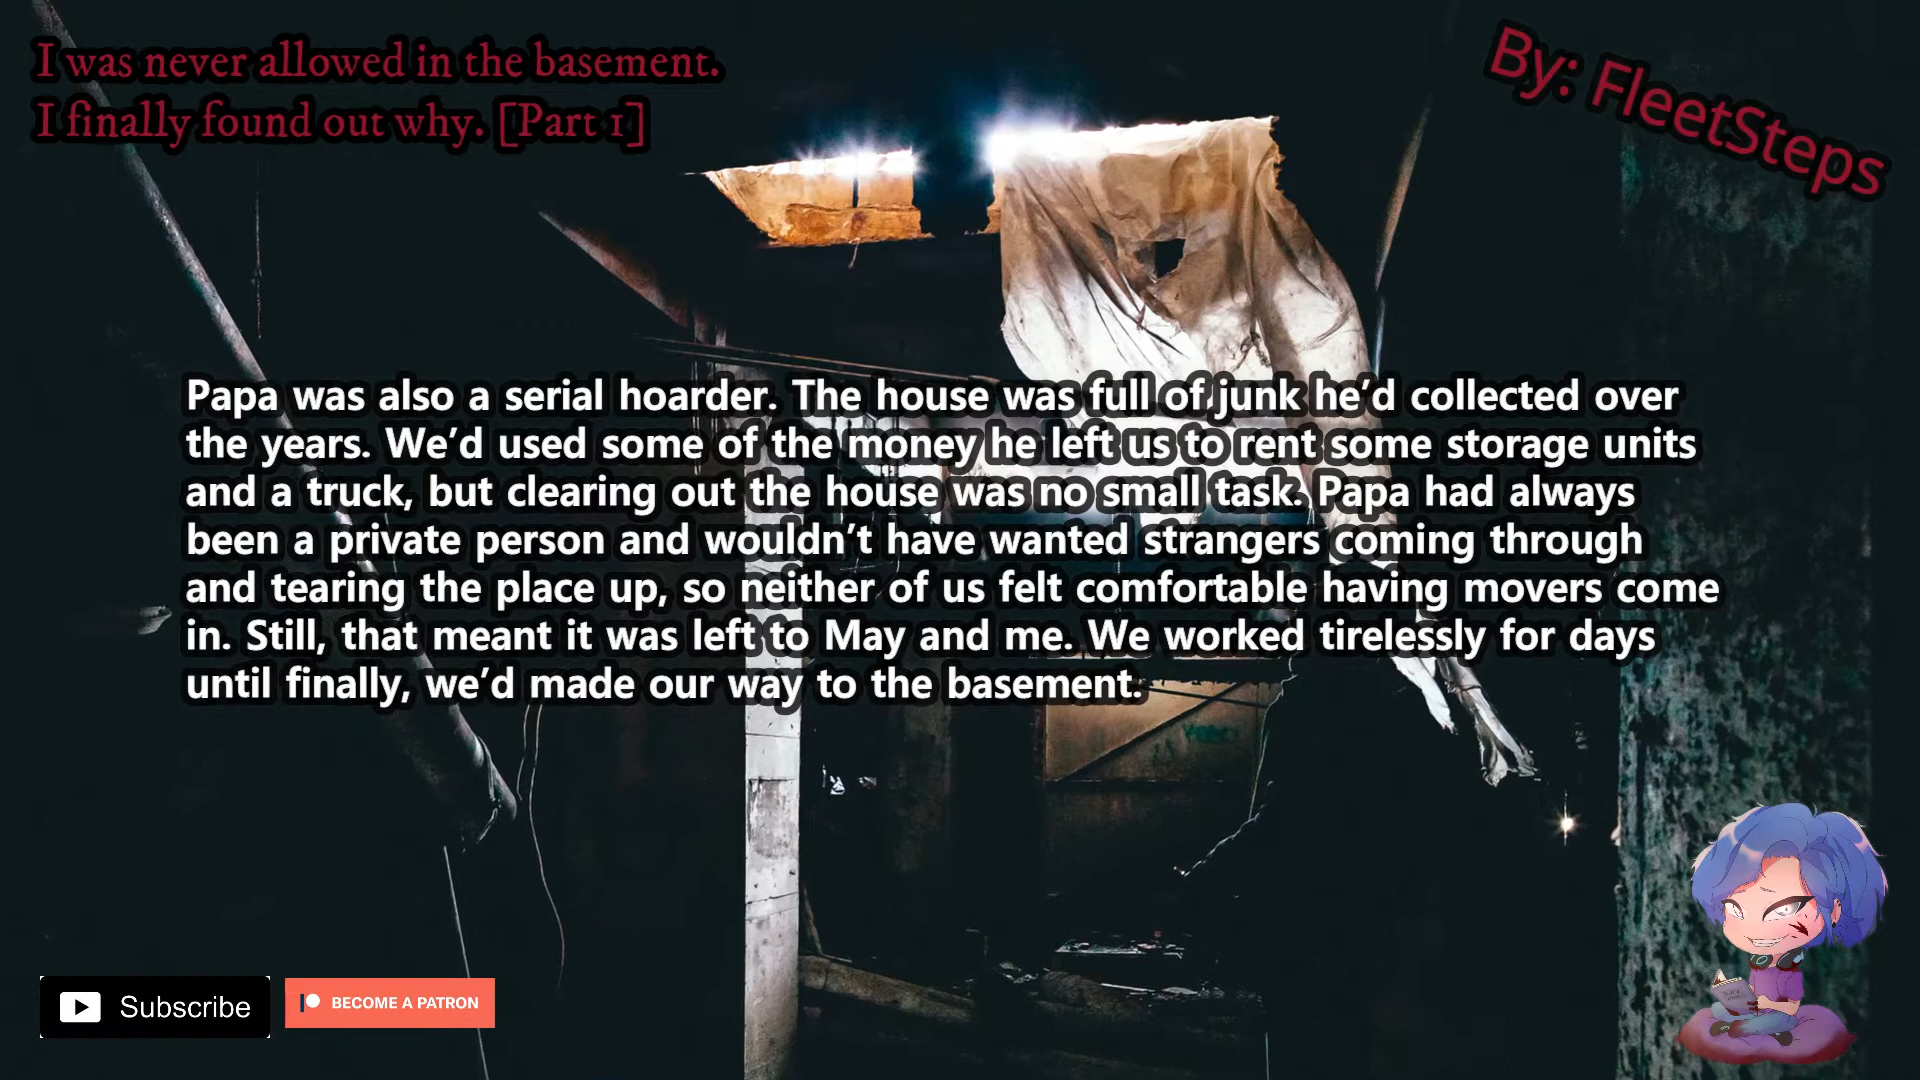 I was never allowed in the basement.
I finally found out why. [Part 1]
By: FleetSteps
Papa was also a serial hoarder. The house was full of junk he’d collected over
the years. We’d used some of the money he left us to rent some storage units
and a truck, but clearing out the house was no small task. Papa had always
been a private person and wouldn’t have wanted strangers coming through
and tearing the place up, so neither of us felt comfortable having movers come
in. Still, that meant it was left to May and me. We worked tirelessly for days
until finally, we’d made our way to the basement.
Subscribe
BECOME A PATRON